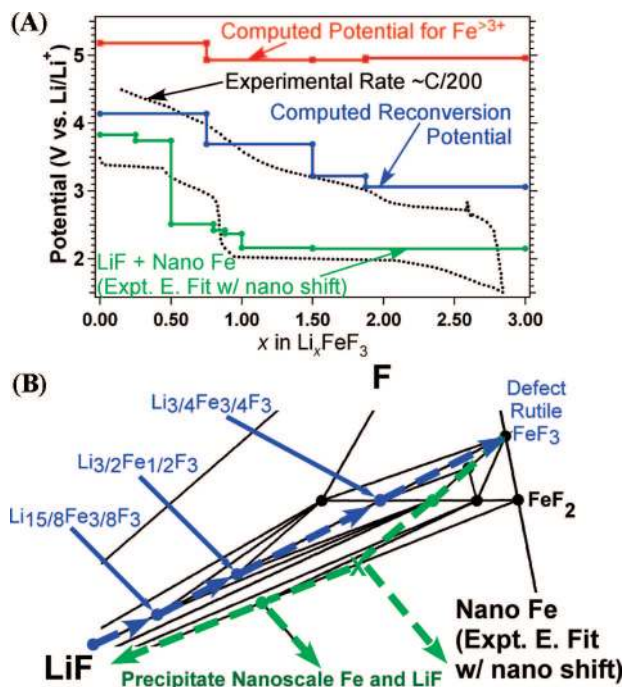 (A)
Computed Potential for Fe>3+
Experimental Rate ~C/200
Computed Reconversion
Potential
LiF + Nano Fe
(Expt. E. Fit w/ nano shift)
Potential (V vs. Li/Li+)
5
4
3
2
0.00 0.50 1.00 1.50 2.00 2.50 3.00
x in LixFeF3
(B)
F
Li3/4Fe3/4F3
Defect
Rutile
FeF3
Li3/2Fe1/2F3
FeF2
Li15/8Fe3/8F3
X
Nano Fe
(Expt. E. Fit
w/ nano shift)
LiF
Precipitate Nanoscale Fe and LiF